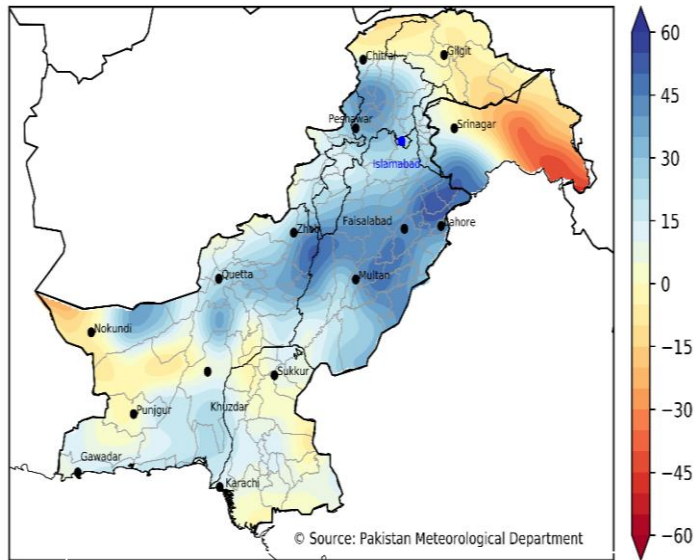 60
45
30
15
0
−15
−30
−45
−60
Chitral
Gilgit
Peshawar
Srinagar
Islamabad
Zhob
Faisalabad
Lahore
Quetta
Multan
Nokundi
Sukkur
Punjgur
Khuzdar
Gawadar
Karachi
© Source: Pakistan Meteorological Department